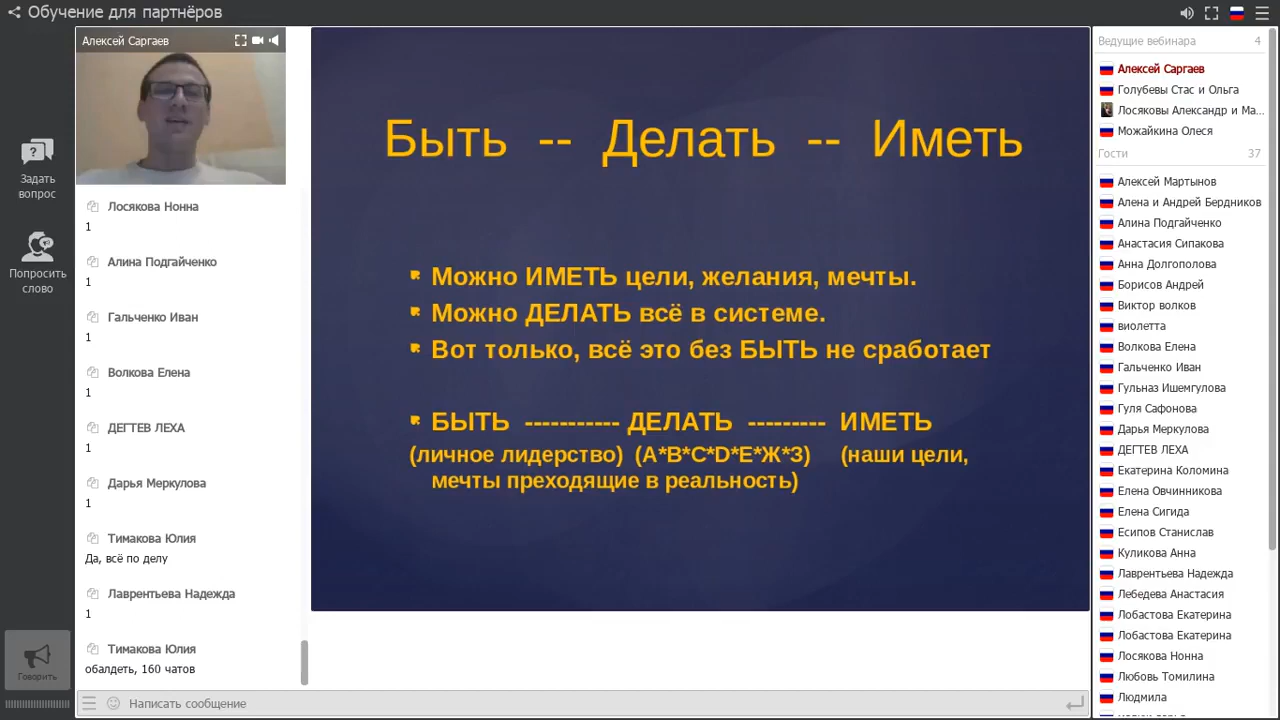 Обучение для партнёров
Алексей Саргаев
Задать
вопрос
Попросить
слово
Говорить
Лосякова Нонна
1
Алина Подгайченко
1
Гальченко Иван
1
Волкова Елена
1
ДЕГТЕВ ЛЕХА
1
Дарья Меркулова
1
Тимакова Юлия
Да, всё по делу
Лаврентьева Надежда
1
Тимакова Юлия
обалдеть, 160 чатов
Написать сообщение
Быть -- Делать -- Иметь
Можно ИМЕТЬ цели, желания, мечты.
Можно ДЕЛАТЬ всё в системе.
Вот только, всё это без БЫТЬ не сработает
БЫТЬ ----------- ДЕЛАТЬ --------- ИМЕТЬ
(личное лидерство) (А*В*С*D*Е*Ж*З) (наши цели,
мечты преходящие в реальность)
Ведущие вебинара 4
Алексей Саргаев
Голубевы Стас и Ольга
Лосяковы Александр и Ма...
Можайкина Олеся
Гости 37
Алексей Мартынов
Алена и Андрей Бердников
Алина Подгайченко
Анастасия Сипакова
Анна Долгополова
Борисов Андрей
Виктор волков
виолетта
Волкова Елена
Гальченко Иван
Гульназ Ишемгулова
Гуля Сафонова
Дарья Меркулова
ДЕГТЕВ ЛЕХА
Екатерина Коломина
Елена Овчинникова
Елена Сигида
Есипов Станислав
Куликова Анна
Лаврентьева Надежда
Лебедева Анастасия
Лобастова Екатерина
Лобастова Екатерина
Лосякова Нонна
Любовь Томилина
Людмила